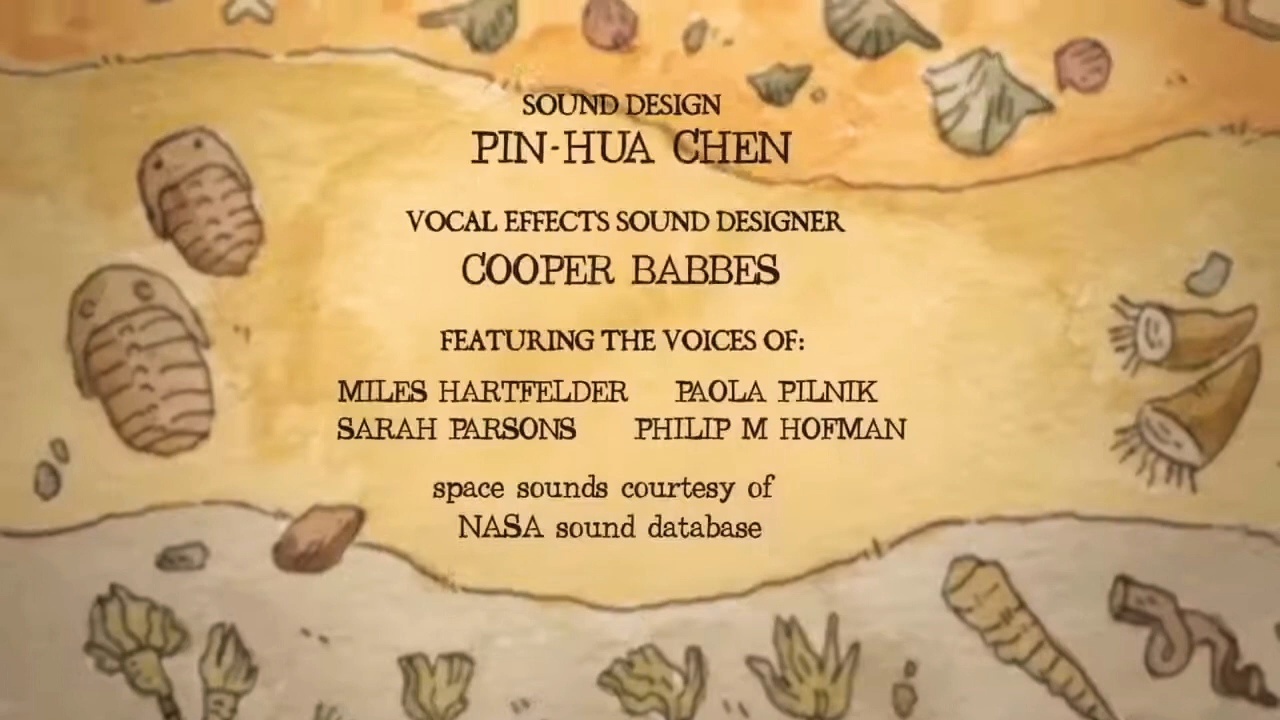 SOUND DESIGN
PIN-HUA CHEN
VOCAL EFFECTS SOUND DESIGNER
COOPER BABBES
FEATURING THE VOICES OF:
MILES HARTFELDER PAOLA PILNIK
SARAH PARSONS PHILIP M HOFMAN
space sounds courtesy of
NASA sound database